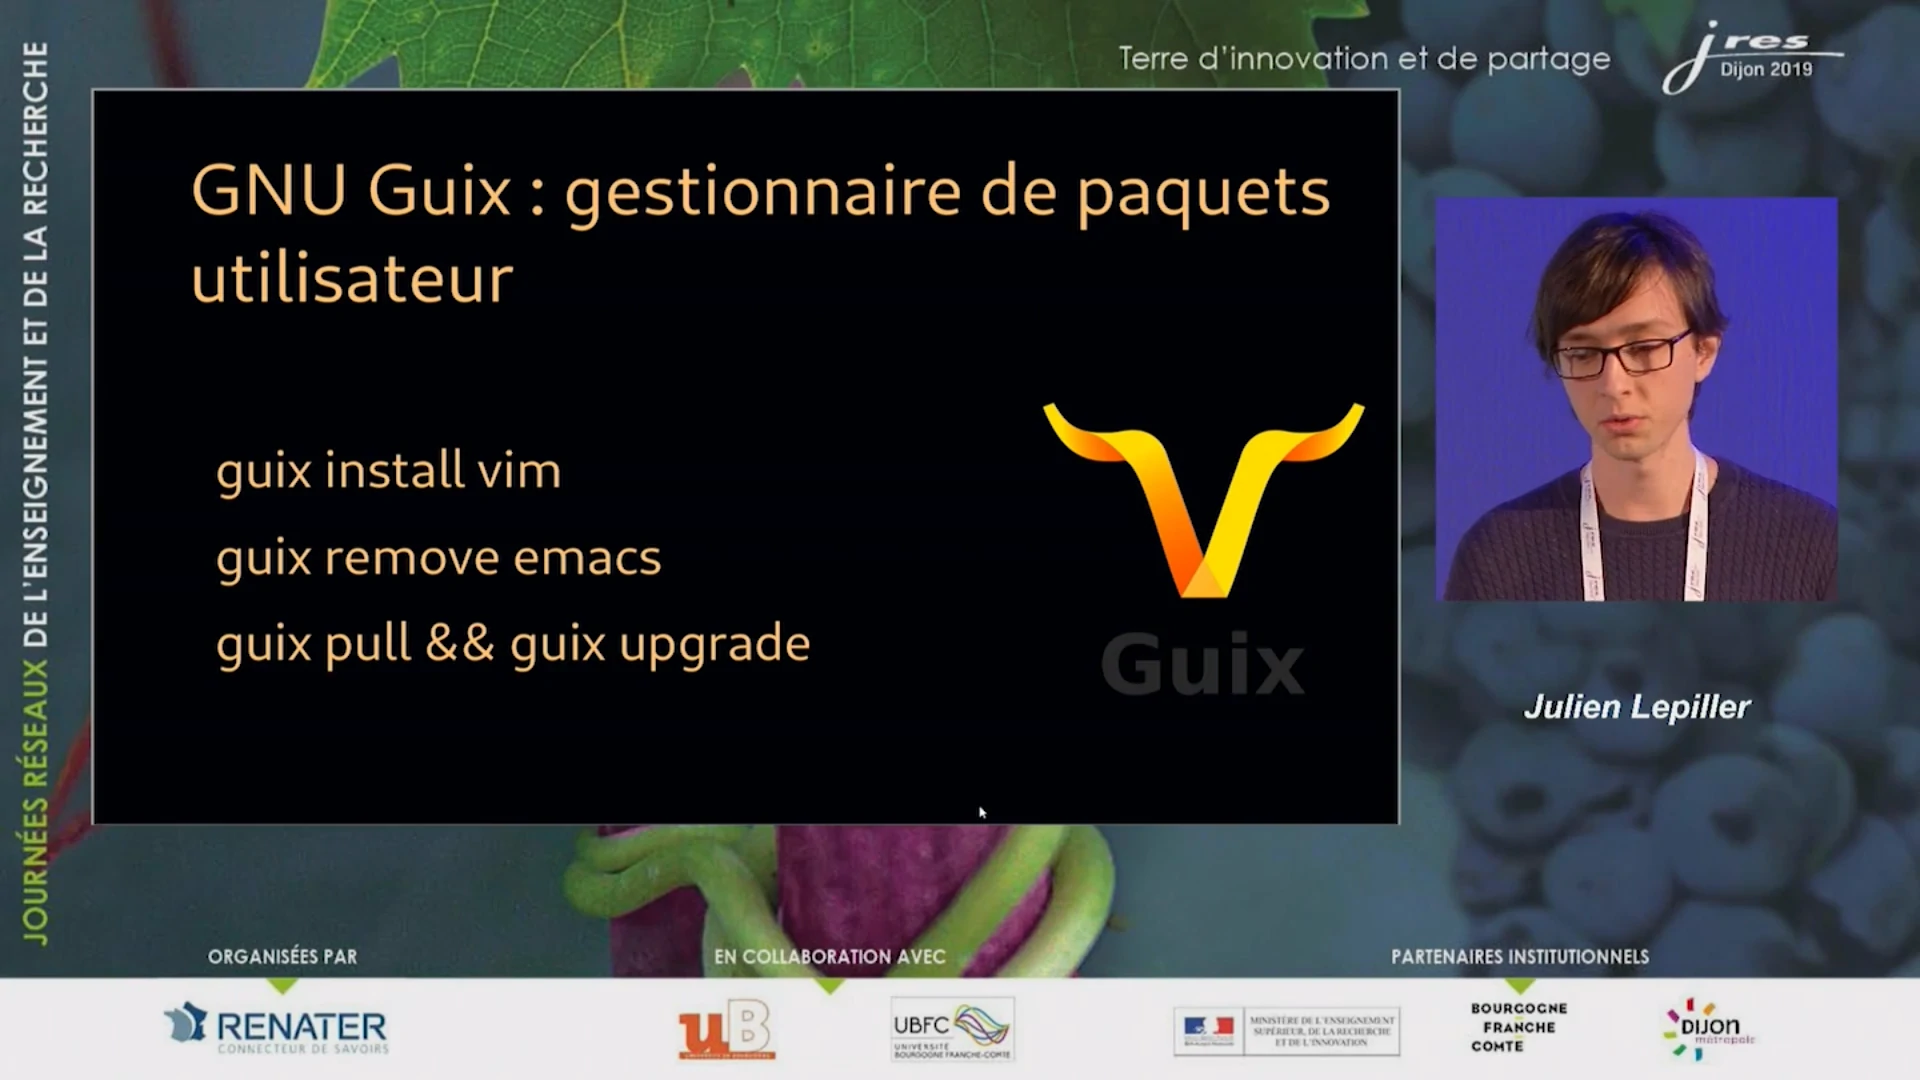 Terre d'innovation et de partage
jres
Dijon 2019
JOURNÉES RÉSEAUX DE L'ENSEIGNEMENT ET DE LA RECHERCHE
GNU Guix : gestionnaire de paquets
utilisateur
guix install vim
guix remove emacs
guix pull && guix upgrade
Guix
Julien Lepiller
ORGANISÉES PAR
EN COLLABORATION AVEC
PARTENAIRES INSTITUTIONNELS
RENATER
CONNECTEUR DE SAVOIRS
uB
UNIVERSITÉ DE BOURGOGNE
UBFC
UNIVERSITÉ
BOURGOGNE FRANCHE-COMTÉ
MINISTÈRE DE L'ENSEIGNEMENT
SUPÉRIEUR, DE LA RECHERCHE
ET DE L'INNOVATION
BOURGOGNE
FRANCHE
COMTE
DIJON
métropole